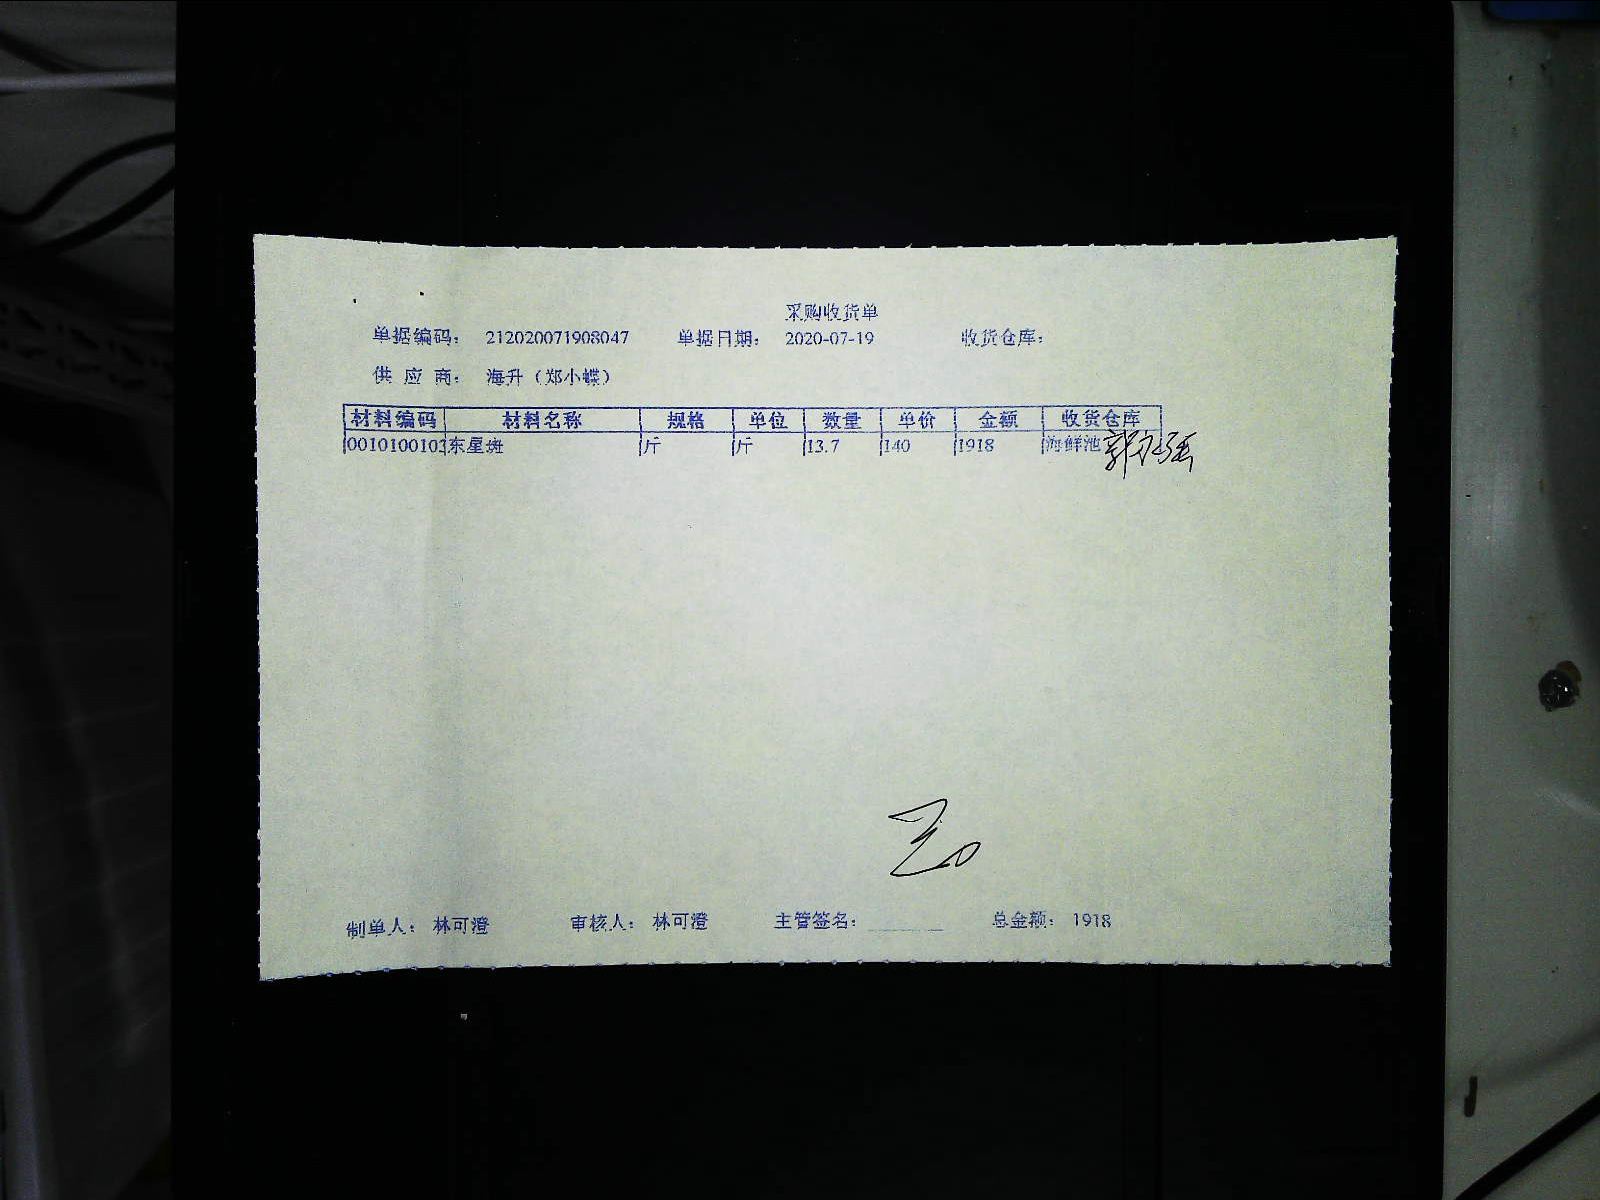 采购收货单
单据编码： 212020071908047 单据日期： 2020-07-19 收货仓库：
供 应 商： 海升（郑小蝶）
材料编码 材料名称 规格 单位 数量 单价 金额 收货仓库
0010100103 东星斑 斤 斤 13.7 140 1918 海鲜池
制单人： 林可澄 审核人： 林可澄 主管签名： 总金额： 1918